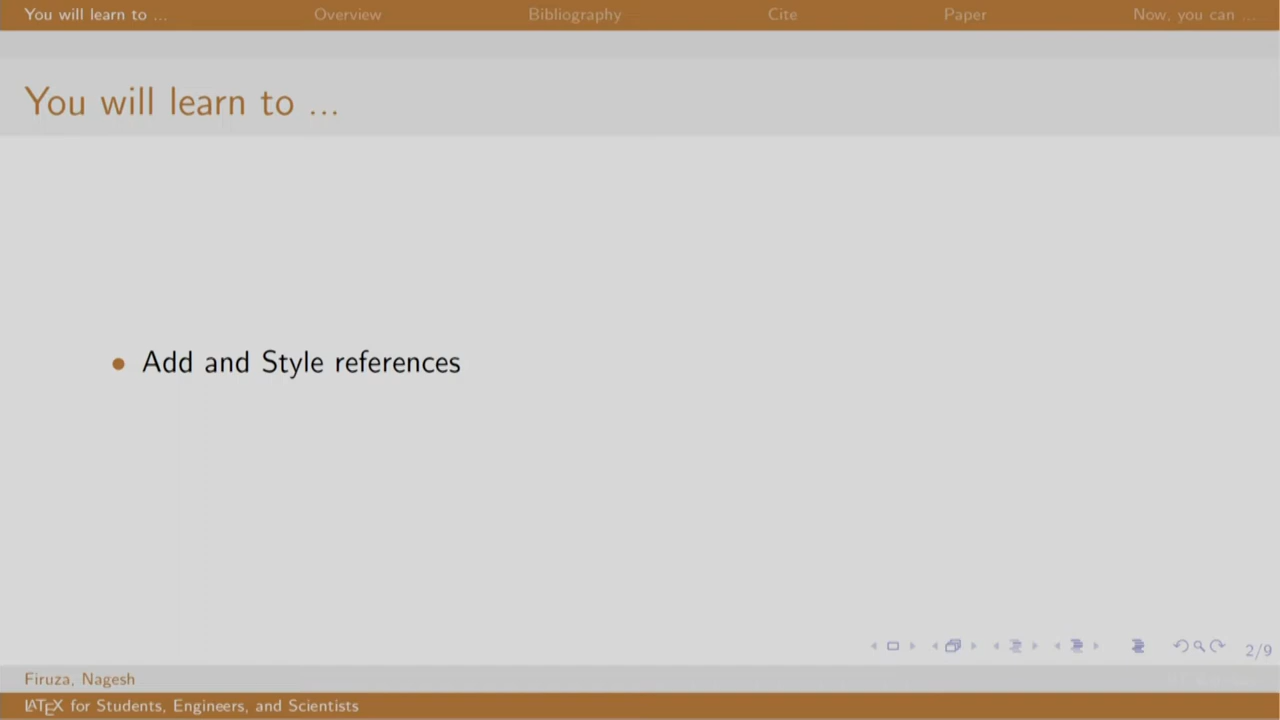 You will learn to ... Overview Bibliography Cite Paper Now, you can ...
You will learn to ...
• Add and Style references
2/9
Firuza, Nagesh
LATEX for Students, Engineers, and Scientists